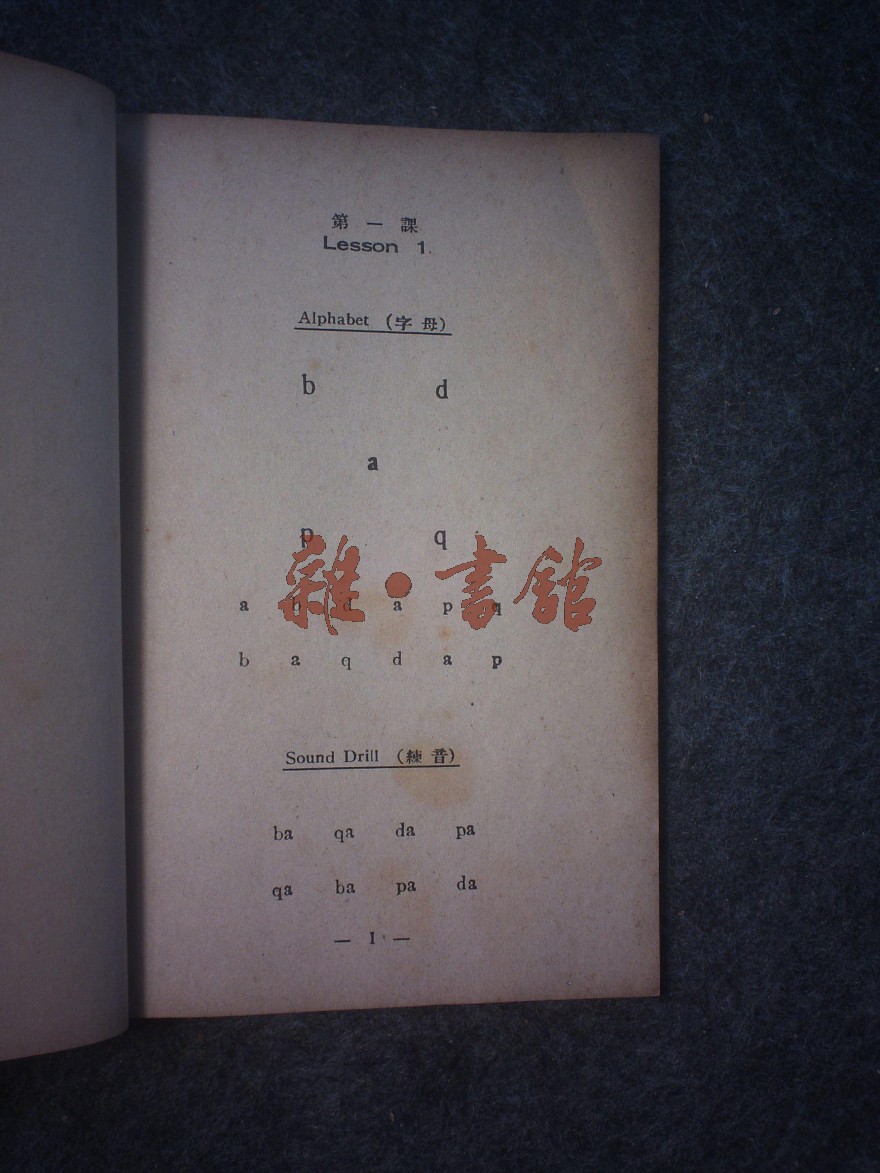 第一課
Lesson 1.
Alphabet (字母)
b d
a
p q
a b d a p q
b a q d a p
雜·書館
Sound Drill (練音)
ba qa da pa
qa ba pa da
— 1 —